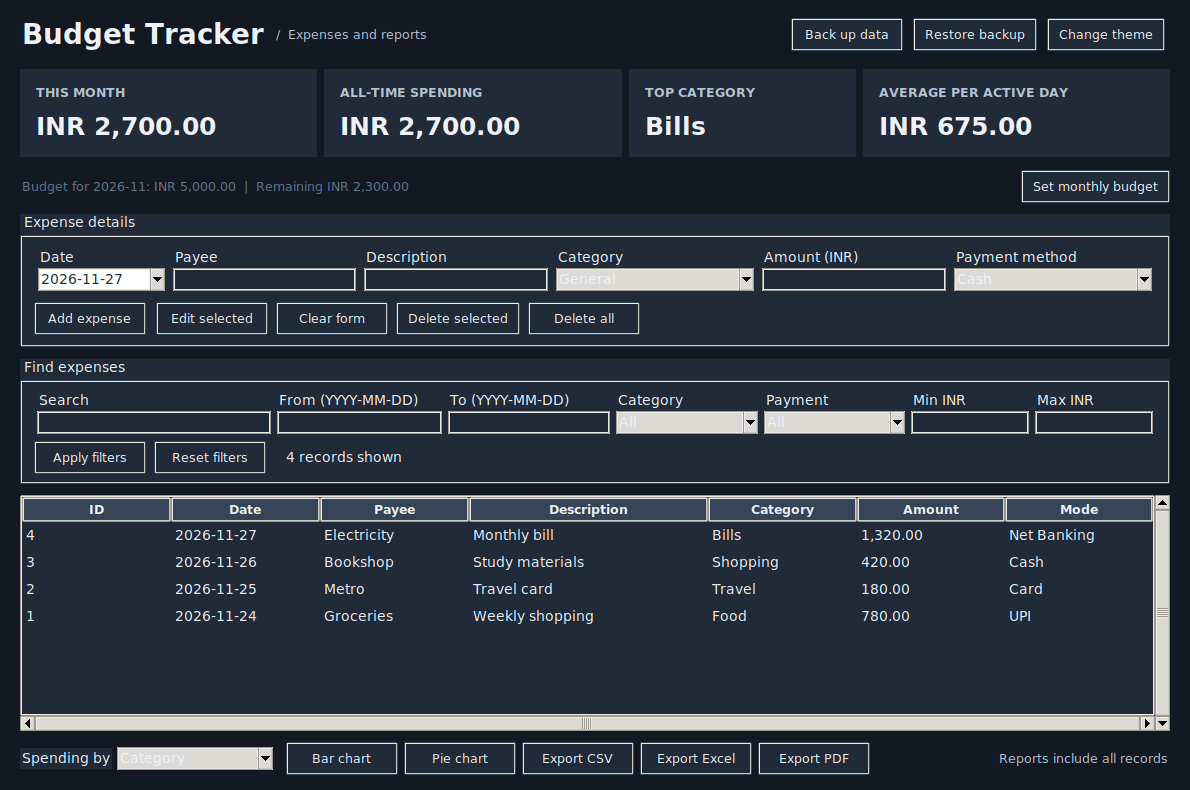 Budget Tracker / Expenses and reports
Back up data Restore backup Change theme
THIS MONTH ALL-TIME SPENDING TOP CATEGORY AVERAGE PER ACTIVE DAY
INR 2,700.00 INR 2,700.00 Bills INR 675.00
Budget for 2026-11: INR 5,000.00 | Remaining INR 2,300.00 Set monthly budget
Expense details
Date Payee Description Category Amount (INR) Payment method
2026-11-27 General Cash
Add expense Edit selected Clear form Delete selected Delete all
Find expenses
Search From (YYYY-MM-DD) To (YYYY-MM-DD) Category Payment Min INR Max INR
All All
Apply filters Reset filters 4 records shown
ID Date Payee Description Category Amount Mode
4 2026-11-27 Electricity Monthly bill Bills 1,320.00 Net Banking
3 2026-11-26 Bookshop Study materials Shopping 420.00 Cash
2 2026-11-25 Metro Travel card Travel 180.00 Card
1 2026-11-24 Groceries Weekly shopping Food 780.00 UPI
Spending by Category Bar chart Pie chart Export CSV Export Excel Export PDF Reports include all records